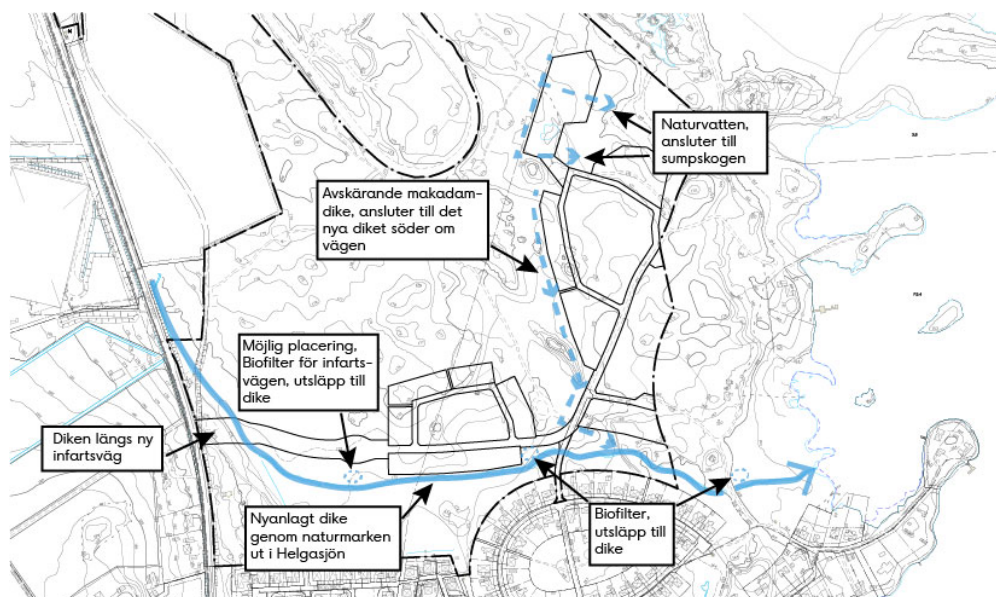 Naturvatten,
ansluter till
sumpskogen
Avskärande makadam-
dike, ansluter till det
nya diket söder om
vägen
Möjlig placering,
Biofilter för infarts-
vägen, utsläpp till
dike
Diken längs ny
infartsväg
Nyanlagt dike
genom naturmarken
ut i Helgasjön
Biofilter,
utsläpp till
dike